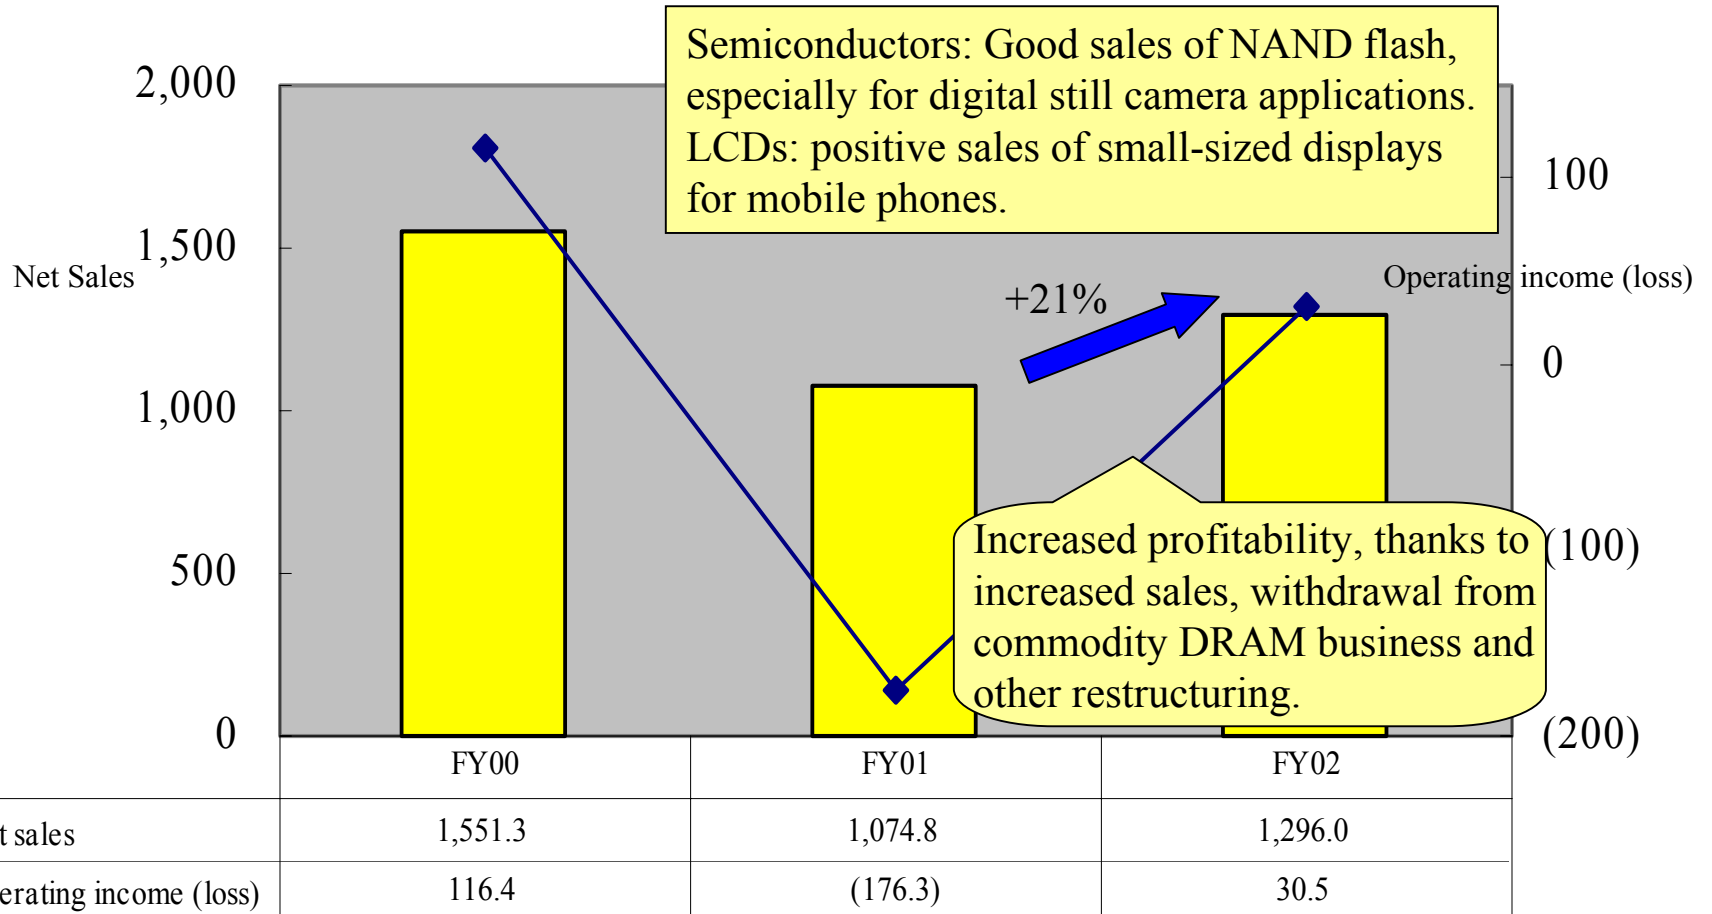 Semiconductors: Good sales of NAND flash,
especially for digital still camera applications.
LCDs: positive sales of small-sized displays
for mobile phones.
2,000
1,500
1,000
500
0
Net Sales
100
0
(100)
(200)
Operating income (loss)
+21%
Increased profitability, thanks to
increased sales, withdrawal from
commodity DRAM business and
other restructuring.
FY00 FY01 FY02
t sales 1,551.3 1,074.8 1,296.0
erating income (loss) 116.4 (176.3) 30.5